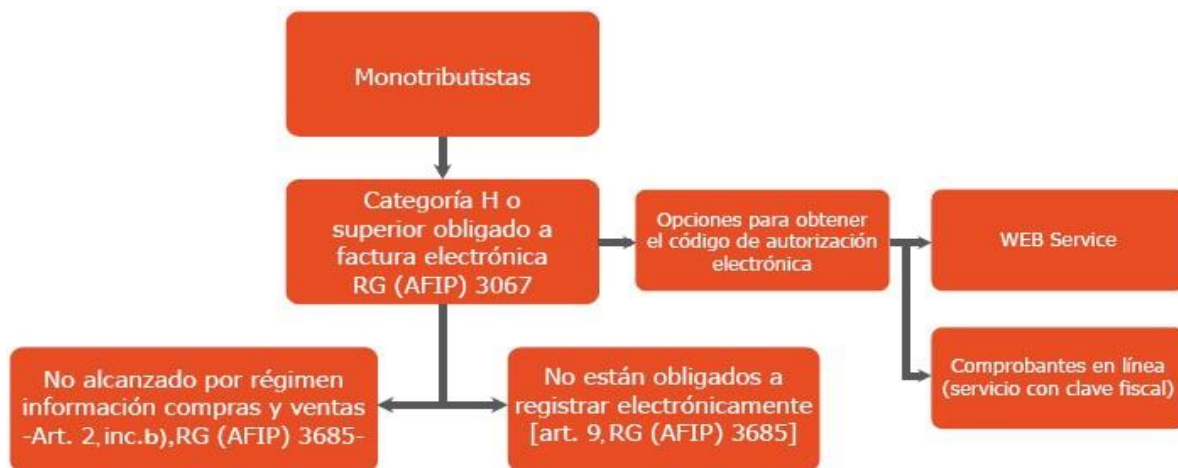 Monotributistas
Categoría H o
superior obligado a
factura electrónica
RG (AFIP) 3067
Opciones para obtener
el código de autorización
electrónica
WEB Service
Comprobantes en línea
(servicio con clave fiscal)
No alcanzado por régimen
información compras y ventas
-Art. 2,inc.b),RG (AFIP) 3685-
No están obligados a
registrar electrónicamente
[art. 9,RG (AFIP) 3685]